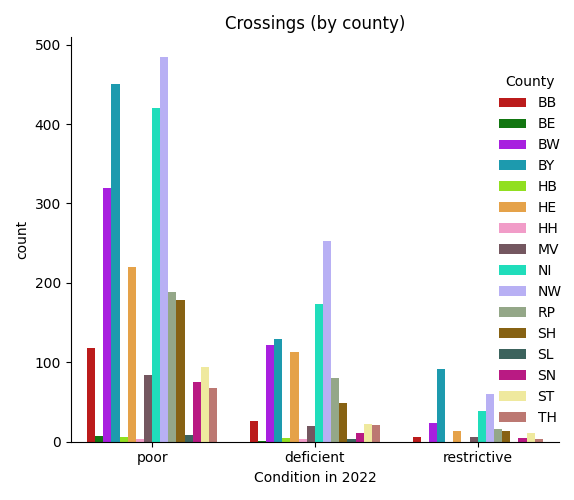 Crossings (by county)
500
400
300
200
100
0
count
poor
deficient
restrictive
Condition in 2022
County
BB
BE
BW
BY
HB
HE
HH
MV
NI
NW
RP
SH
SL
SN
ST
TH